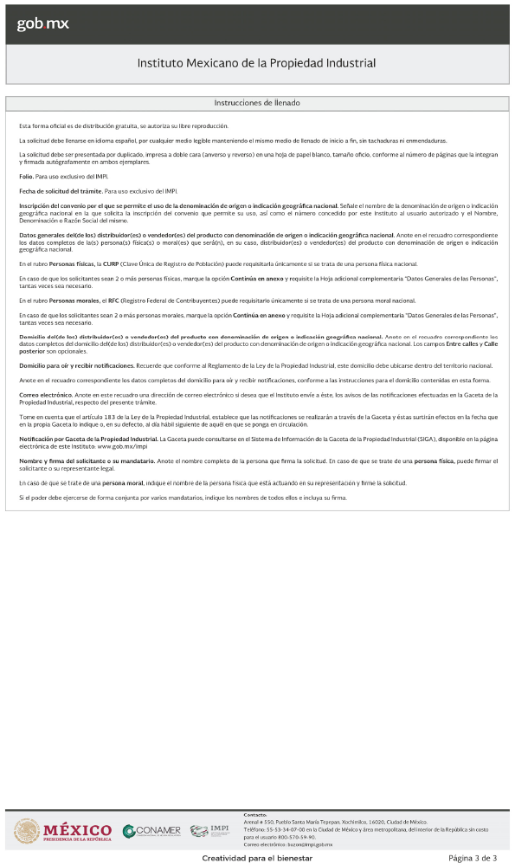 gob.mx
Instituto Mexicano de la Propiedad Industrial
Instrucciones de llenado
Esta forma oficial es de distribución gratuita, se autoriza su libre reproducción.
La solicitud debe llenarse en idioma español, por cualquier medio legible manteniendo el mismo medio de llenado de inicio a fin, sin tachaduras ni enmendaduras.
La solicitud debe ser presentada por duplicado, impresa a doble cara (anverso y reverso) en una hoja de papel blanco, tamaño oficio, conforme al número de páginas que la integran
y firmada autógrafamente en ambos ejemplares.
Folio. Para uso exclusivo del IMPI.
Fecha de solicitud del trámite. Para uso exclusivo del IMPI.
Inscripción del convenio por el que se permite el uso de la denominación de origen o indicación geográfica nacional. Señale el nombre de la denominación de origen o indicación
geográfica nacional en la que solicita la inscripción del convenio que permite su uso, así como el número concedido por este Instituto al usuario autorizado y el Nombre,
Denominación o Razón Social del mismo.
Datos generales del(de los) distribuidor(es) o vendedor(es) del producto con denominación de origen o indicación geográfica nacional. Anote en el recuadro correspondiente
los datos completos de la(s) persona(s) física(s) o moral(es) que será(n), en su caso, distribuidor(es) o vendedor(es) del producto con denominación de origen e indicación
geográfica nacional.
En el rubro Personas físicas, la CURP (Clave Única de Registro de Población) puede requisitarla únicamente si se trata de una persona física nacional.
En caso de que los solicitantes sean 2 o más personas físicas, marque la opción Continúa en anexo y requisite la Hoja adicional complementaria "Datos Generales de las Personas",
tantas veces sea necesario.
En el rubro Personas morales, el RFC (Registro Federal de Contribuyentes) puede requisitarlo únicamente si se trata de una persona moral nacional.
En caso de que los solicitantes sean 2 o más personas morales, marque la opción Continúa en anexo y requisite la Hoja adicional complementaria "Datos Generales de las Personas",
tantas veces sea necesario.
Domicilio del(de los) distribuidor(es) o vendedor(es) del producto con denominación de origen o indicación geográfica nacional. Anote en el recuadro correspondiente los
datos completos del domicilio del(de los) distribuidor(es) o vendedor(es) del producto con denominación de origen o indicación geográfica nacional. Los campos Entre calles y Calle
posterior son opcionales.
Domicilio para oír y recibir notificaciones. Recuerde que conforme al Reglamento de la Ley de la Propiedad Industrial, este domicilio debe ubicarse dentro del territorio nacional.
Anote en el recuadro correspondiente los datos completos del domicilio para oír y recibir notificaciones, conforme a las instrucciones para el domicilio contenidas en esta forma.
Correo electrónico. Anote en este recuadro una dirección de correo electrónico si desea que el Instituto envíe a éste, los avisos de las notificaciones efectuadas en la Gaceta de la
Propiedad Industrial, respecto del presente trámite.
Tome en cuenta que el artículo 183 de la Ley de la Propiedad Industrial, establece que las notificaciones se realizarán a través de la Gaceta y éstas surtirán efectos en la fecha que
en la propia Gaceta lo indique o, en su defecto, al día hábil siguiente de aquél en que se ponga en circulación.
Notificación por Gaceta de la Propiedad Industrial. La Gaceta puede consultarse en el Sistema de Información de la Gaceta de la Propiedad Industrial (SIGA), disponible en la página
electrónica de este Instituto: www.gob.mx/impi
Nombre y firma del solicitante o su mandatario. Anote el nombre completo de la persona que firma la solicitud. En caso de que se trate de una persona física, puede firmar el
solicitante o su representante legal.
En caso de que se trate de una persona moral, indique el nombre de la persona física que está actuando en su representación y firme la solicitud.
Si el poder debe ejercerse de forma conjunta por varios mandatarios, indique los nombres de todos ellos e incluya su firma.
MÉXICO
PRESIDENCIA DE LA REPÚBLICA
CONAMER
IMPI
Contacto:
Arenal # 550, Pueblo Santa María Tepepan, Xochimilco, 16020, Ciudad de México.
Teléfono: 55-53-34-07-00 en la Ciudad de México y área metropolitana, del interior de la República sin costo
para el usuario 800-570-59-90.
Correo electrónico: buzon@impi.gob.mx
Creatividad para el bienestar
Página 3 de 3